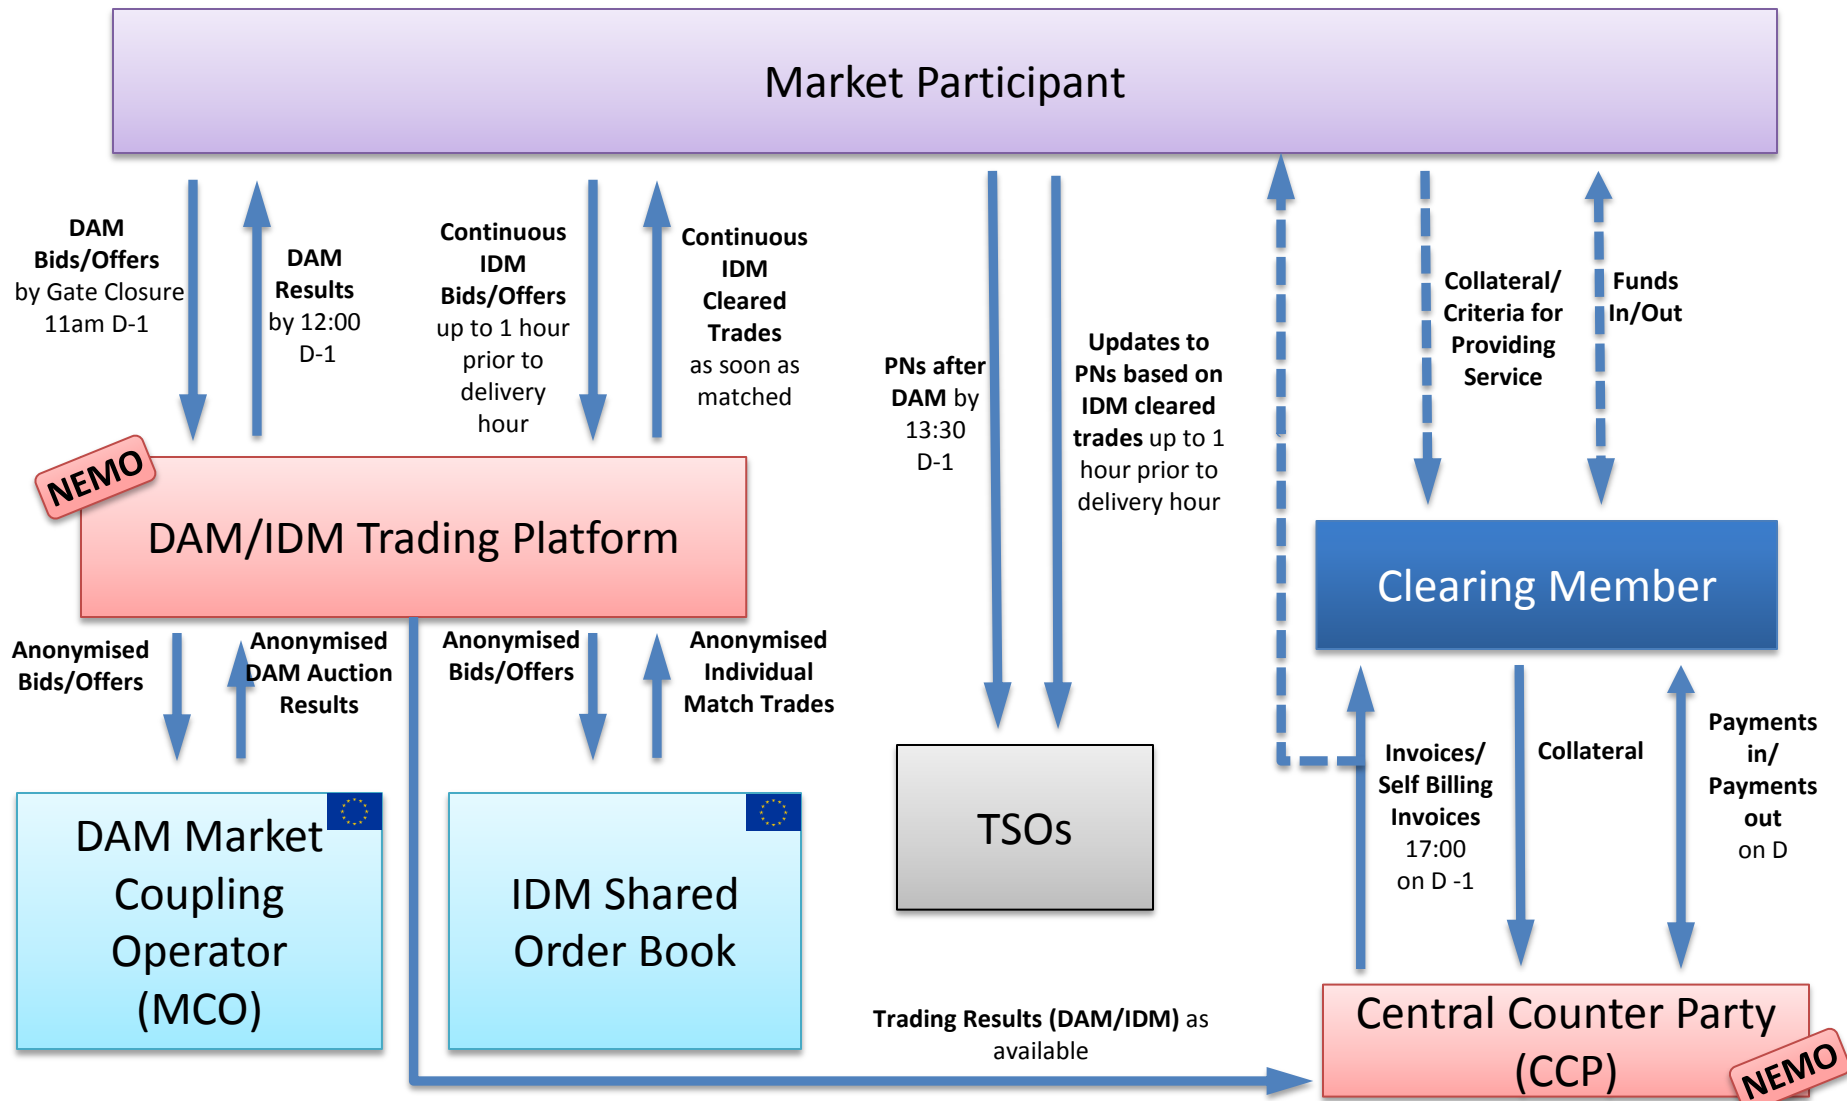 Market Participant
DAM
Bids/Offers
by Gate Closure
11am D-1
DAM
Results
by 12:00
D-1
Continuous
IDM
Bids/Offers
up to 1 hour
prior to
delivery
hour
Continuous
IDM
Cleared
Trades
as soon as
matched
PNs after
DAM by
13:30
D-1
Updates to
PNs based on
IDM cleared
trades up to 1
hour prior to
delivery hour
Collateral/
Criteria for
Providing
Service
Funds
In/Out
NEMO
DAM/IDM Trading Platform
Clearing Member
Anonymised
Bids/Offers
Anonymised
DAM Auction
Results
Anonymised
Bids/Offers
Anonymised
Individual
Match Trades
DAM Market
Coupling
Operator
(MCO)
IDM Shared
Order Book
TSOs
Invoices/
Self Billing
Invoices
17:00
on D -1
Collateral
Payments
in/
Payments
out
on D
Trading Results (DAM/IDM) as
available
Central Counter Party
(CCP)
NEMO